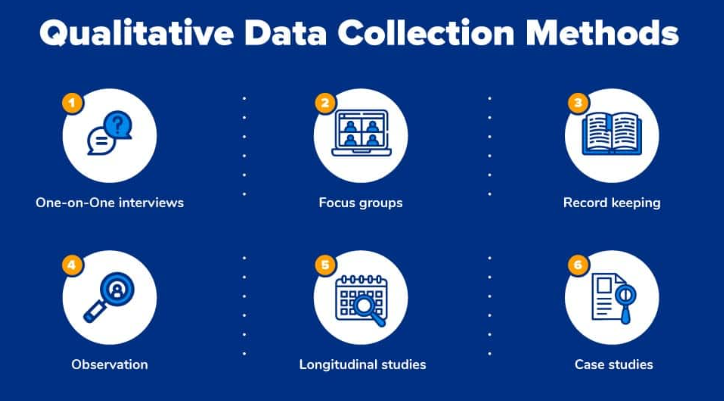 Qualitative Data Collection Methods
1
2
3
?
One-on-One interviews
Focus groups
Record keeping
4
5
6
Observation
Longitudinal studies
Case studies